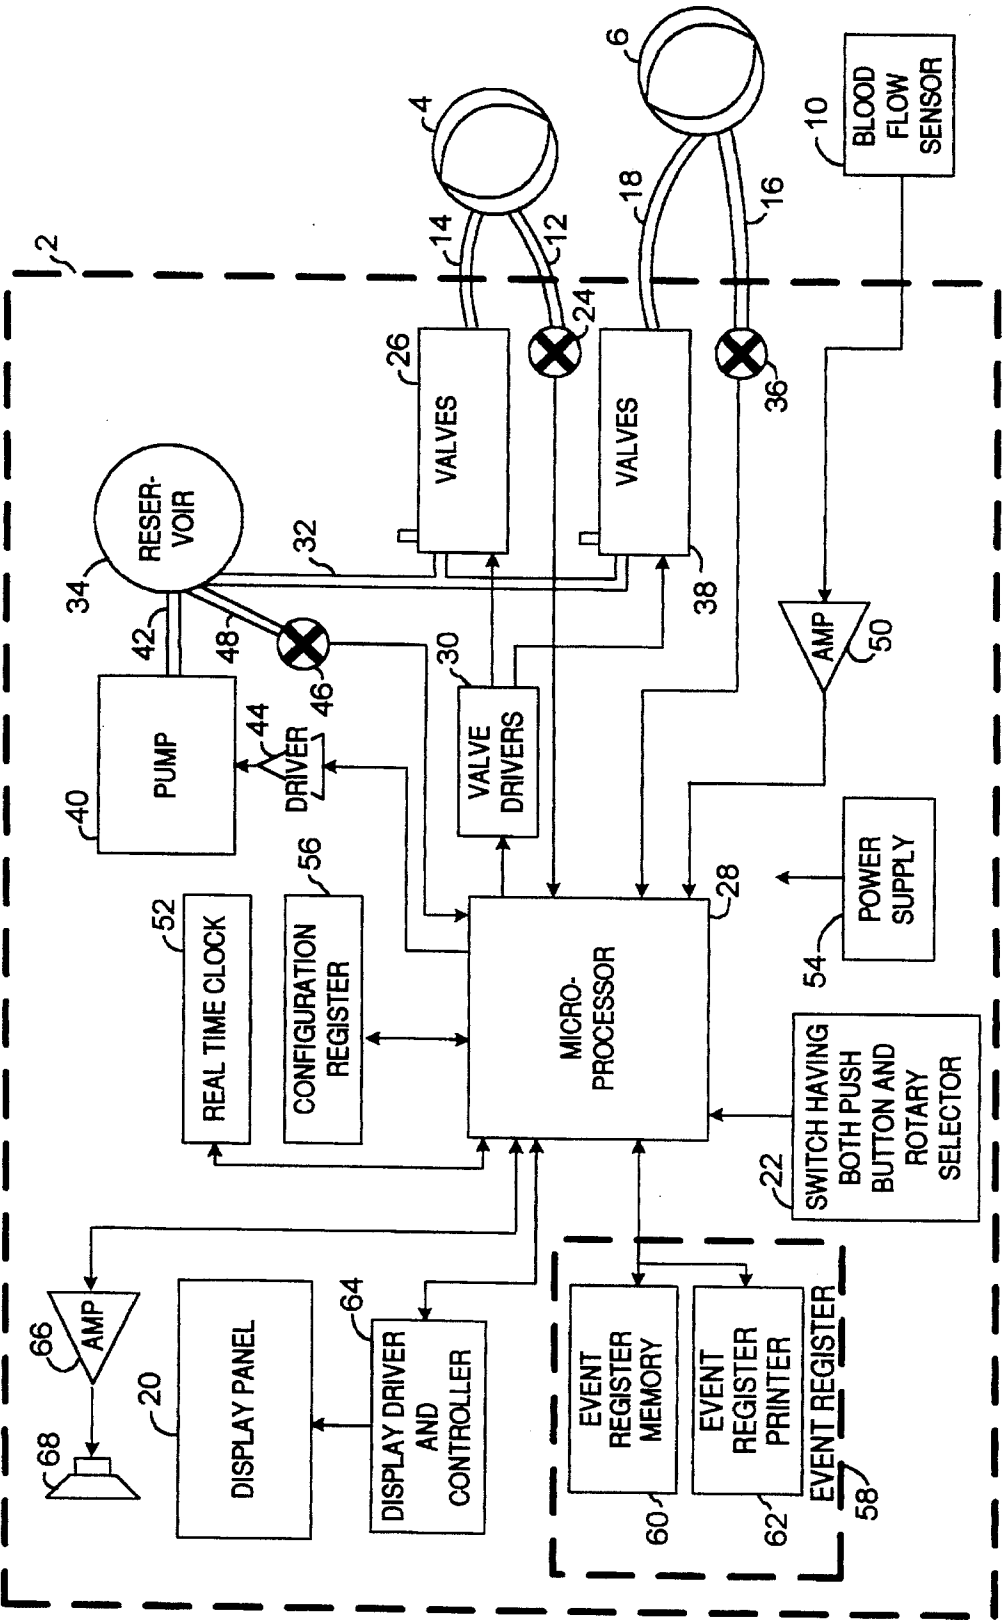 66
AMP
68
20
DISPLAY PANEL
64
DISPLAY DRIVER
AND
CONTROLLER
EVENT
REGISTER
MEMORY
60
EVENT
REGISTER
PRINTER
62
EVENT REGISTER
58
52
REAL TIME CLOCK
56
CONFIGURATION
REGISTER
MICRO-
PROCESSOR
28
22
SWITCH HAVING
BOTH PUSH
BUTTON AND
ROTARY
SELECTOR
54
POWER
SUPPLY
40
PUMP
42
44
DRIVER
34
RESER-
VOIR
48
46
32
30
VALVE
DRIVERS
26
VALVES
24
VALVES
38
36
AMP
50
2
14
12
18
16
4
6
10
BLOOD
FLOW
SENSOR